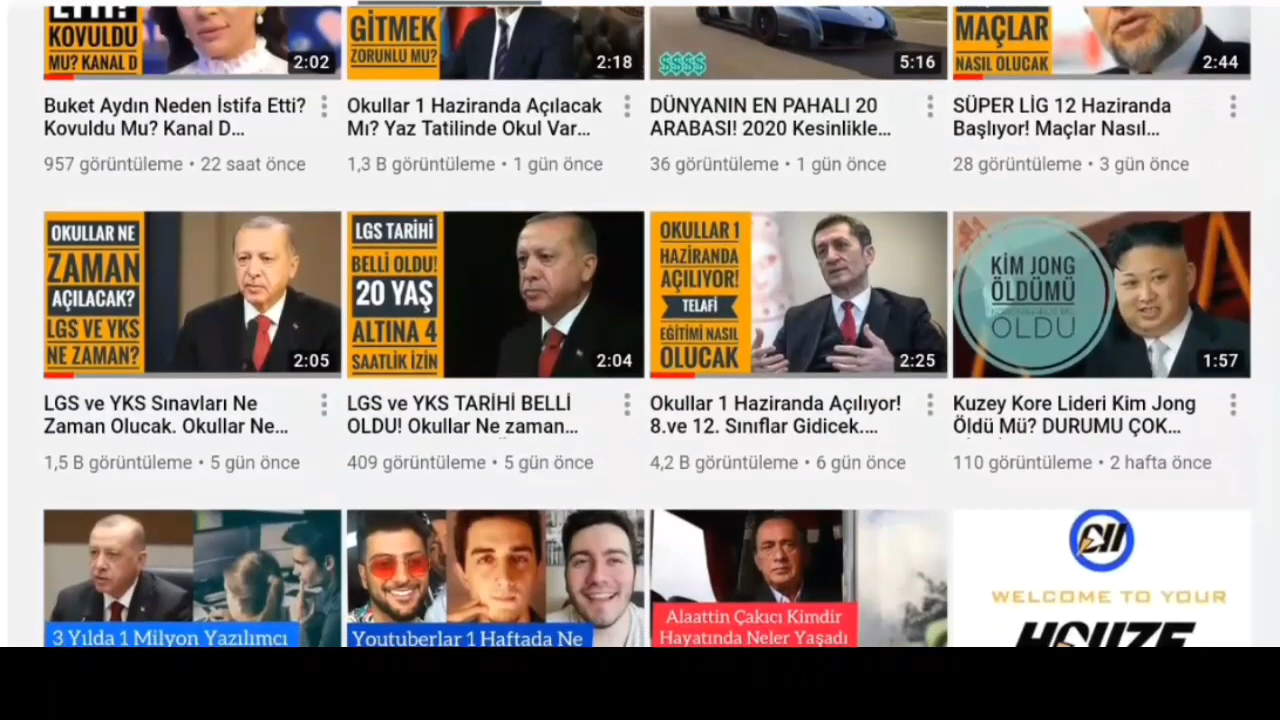 ETTİ?
KOVULDU
MU? KANAL D
2:02
GİTMEK
ZORUNLU MU?
2:18
$$$$
5:16
MAÇLAR
NASIL OLUCAK
2:44
Buket Aydın Neden İstifa Etti?
Kovuldu Mu? Kanal D...
957 görüntüleme • 22 saat önce
Okullar 1 Haziranda Açılacak
Mı? Yaz Tatilinde Okul Var...
1,3 B görüntüleme • 1 gün önce
DÜNYANIN EN PAHALI 20
ARABASI! 2020 Kesinlikle...
36 görüntüleme • 1 gün önce
SÜPER LİG 12 Haziranda
Başlıyor! Maçlar Nasıl...
28 görüntüleme • 3 gün önce
OKULLAR NE
ZAMAN
AÇILACAK?
LGS VE YKS
NE ZAMAN?
2:05
LGS TARİHİ
BELLİ OLDU!
20 YAŞ
ALTINA 4
SAATLİK İZİN
2:04
OKULLAR 1
HAZİRANDA
AÇILIYOR!
TELAFİ
EĞİTİMİ NASIL
OLUCAK
2:25
KİM JONG
ÖLDÜMÜ
OLDU
1:57
LGS ve YKS Sınavları Ne
Zaman Olucak. Okullar Ne...
1,5 B görüntüleme • 5 gün önce
LGS ve YKS TARİHİ BELLİ
OLDU! Okullar Ne zaman...
409 görüntüleme • 5 gün önce
Okullar 1 Haziranda Açılıyor!
8.ve 12. Sınıflar Gidicek....
4,2 B görüntüleme • 6 gün önce
Kuzey Kore Lideri Kim Jong
Öldü Mü? DURUMU ÇOK...
110 görüntüleme • 2 hafta önce
3 Yılda 1 Milyon Yazılımcı
Youtuberlar 1 Haftada Ne
Alaattin Çakıcı Kimdir
Hayatında Neler Yaşadı
WELCOME TO YOUR